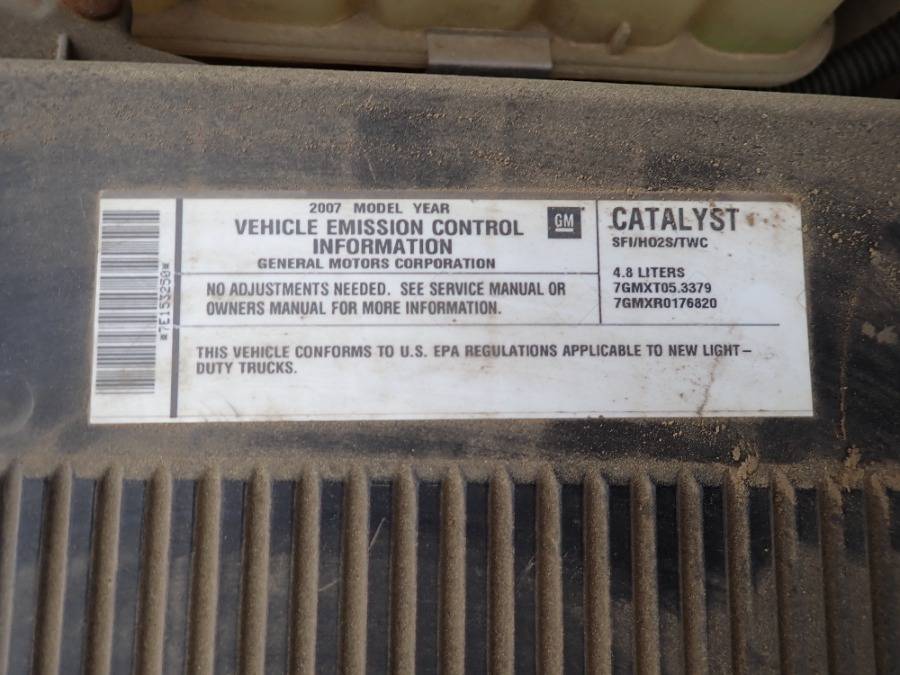 *7E153250*
2007 MODEL YEAR
VEHICLE EMISSION CONTROL
INFORMATION
GENERAL MOTORS CORPORATION
GM
NO ADJUSTMENTS NEEDED. SEE SERVICE MANUAL OR
OWNERS MANUAL FOR MORE INFORMATION.
CATALYST
SFI/HO2S/TWC
4.8 LITERS
7GMXT05.3379
7GMXR0176820
THIS VEHICLE CONFORMS TO U.S. EPA REGULATIONS APPLICABLE TO NEW LIGHT-
DUTY TRUCKS.